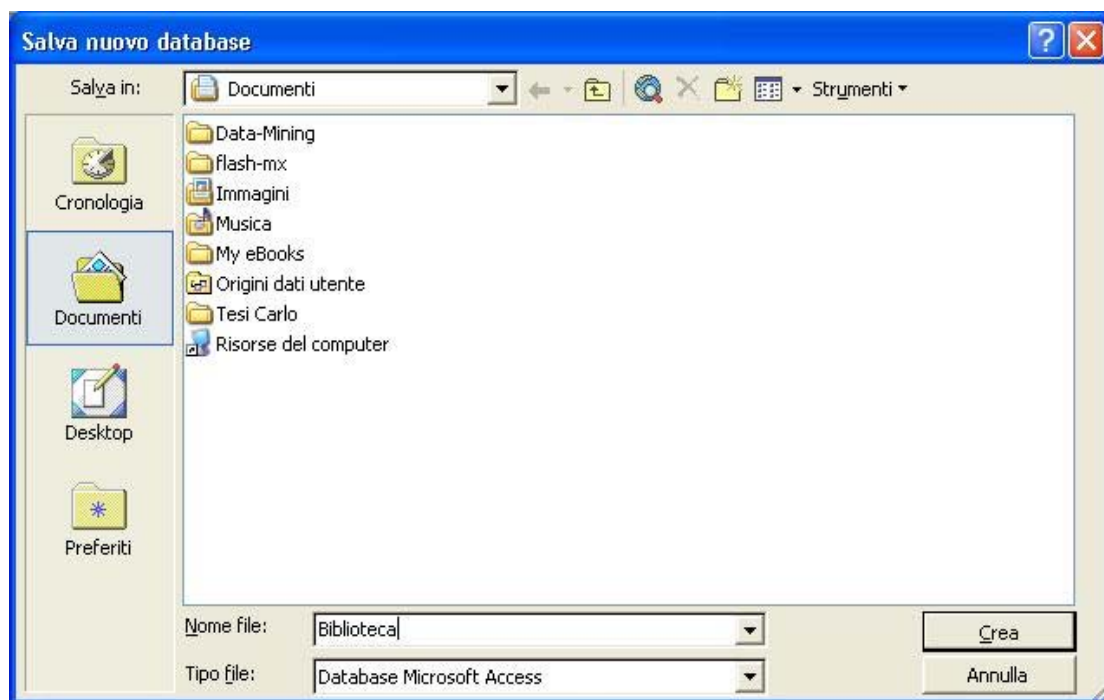 Salva nuovo database
Salva in: Documenti Strumenti
Cronologia
Documenti
Desktop
Preferiti
Data-Mining
flash-mx
Immagini
Musica
My eBooks
Origini dati utente
Tesi Carlo
Risorse del computer
Nome file: Biblioteca Crea
Tipo file: Database Microsoft Access Annulla